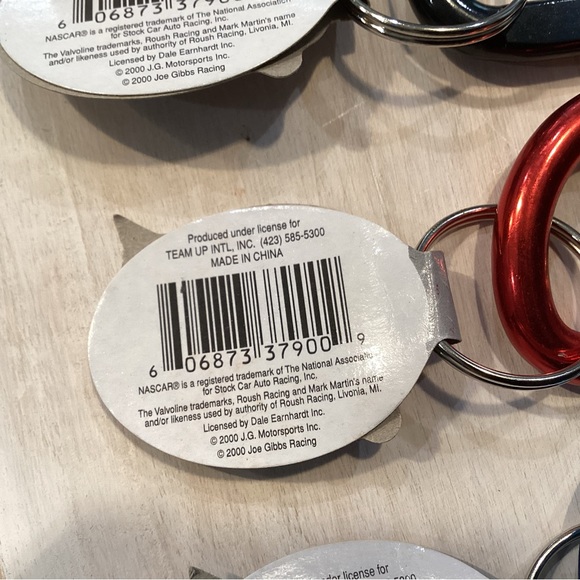 6 06873 37900
NASCAR® is a registered trademark of The National Association
for Stock Car Auto Racing, Inc.
The Valvoline trademarks, Roush Racing and Mark Martin's name
and/or likeness used by authority of Roush Racing, Livonia, MI.
Licensed by Dale Earnhardt Inc.
© 2000 J.G. Motorsports Inc.
© 2000 Joe Gibbs Racing
Produced under license for
TEAM UP INTL, INC. (423) 585-5300
MADE IN CHINA
6 06873 37900 9
NASCAR® is a registered trademark of The National Association
for Stock Car Auto Racing, Inc.
The Valvoline trademarks, Roush Racing and Mark Martin's name
and/or likeness used by authority of Roush Racing, Livonia, MI.
Licensed by Dale Earnhardt Inc.
© 2000 J.G. Motorsports Inc.
© 2000 Joe Gibbs Racing
license for